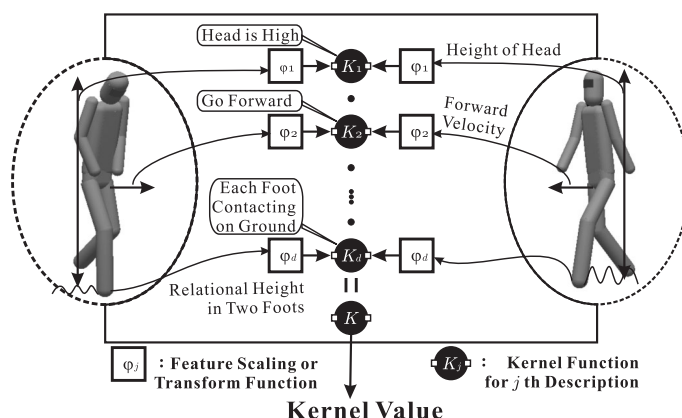 Head is High
φ1 K1 φ1
Height of Head
Go Forward
φ2 K2 φ2
Forward
Velocity
Each Foot
Contacting
on Ground
φd Kd φd
Relational Height
in Two Foots
K
φj : Feature Scaling or
Transform Function
Kj : Kernel Function
for j th Description
Kernel Value